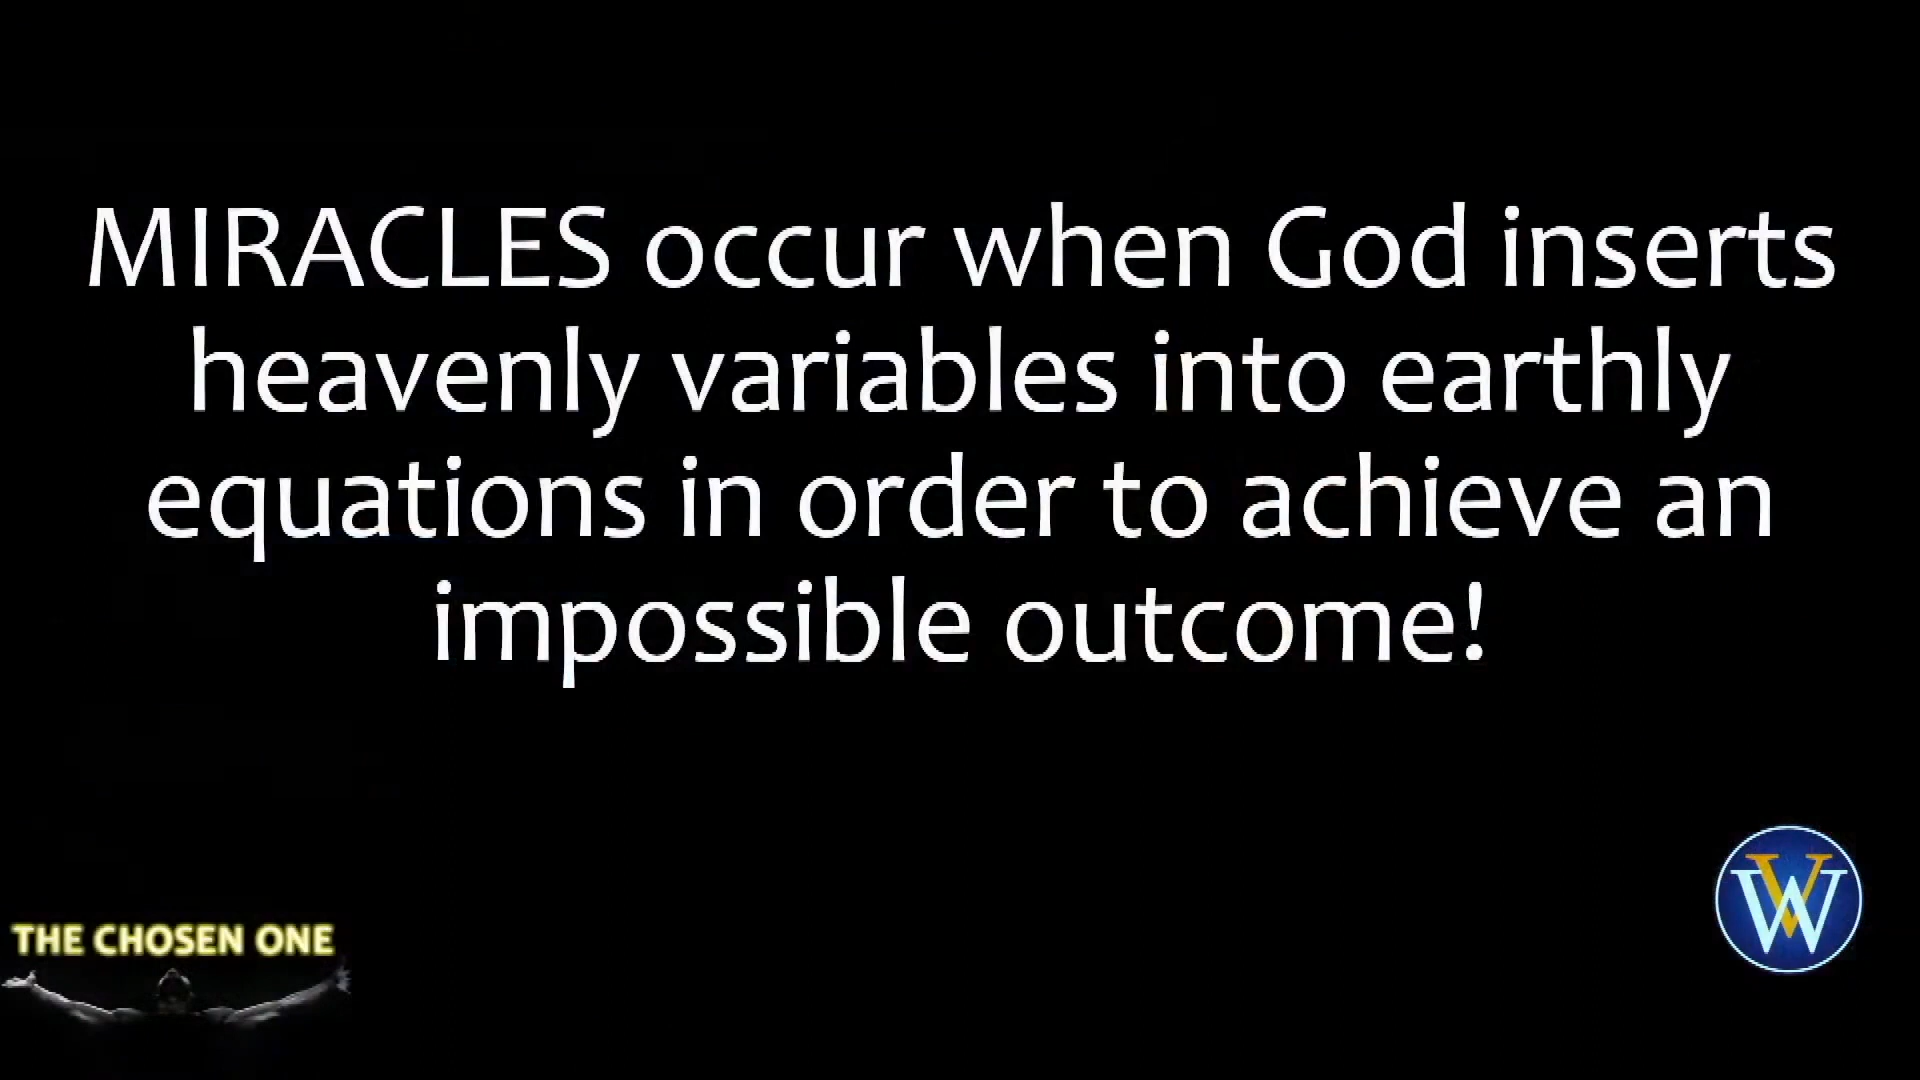 MIRACLES occur when God inserts
heavenly variables into earthly
equations in order to achieve an
impossible outcome!
THE CHOSEN ONE
VW